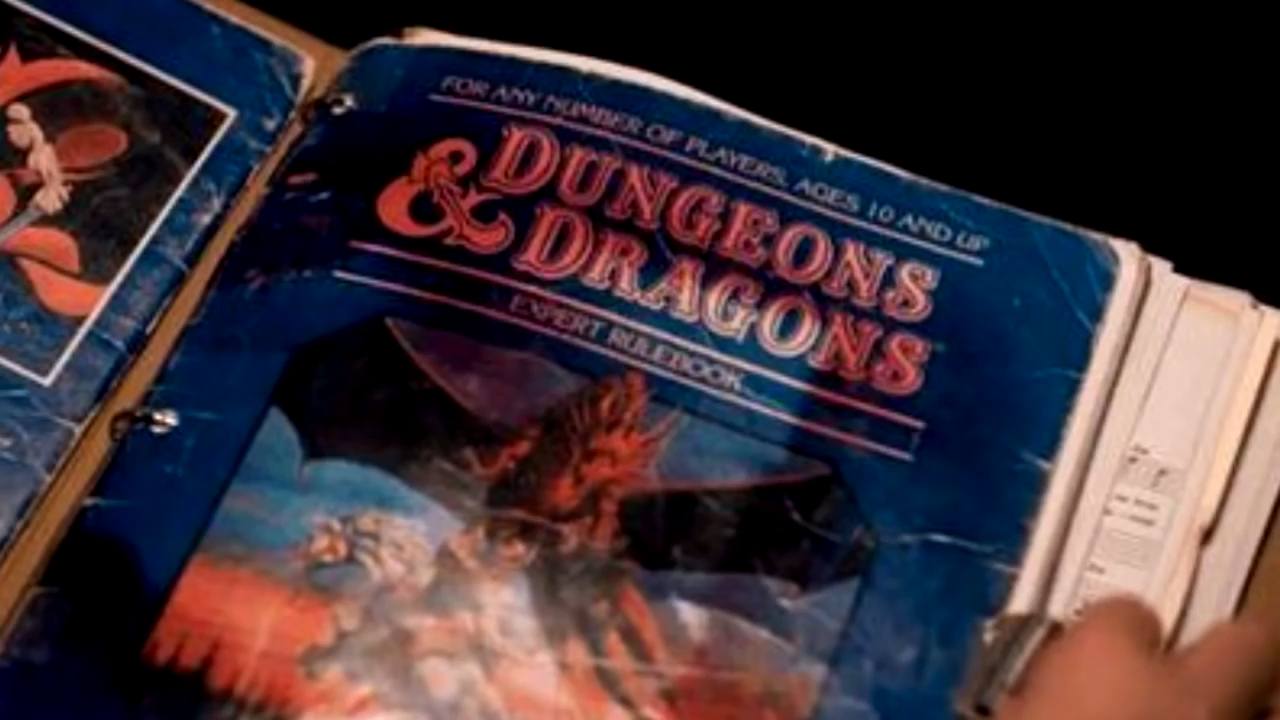 FOR ANY NUMBER OF PLAYERS, AGES 10 AND UP
DUNGEONS
& DRAGONS
EXPERT RULEBOOK